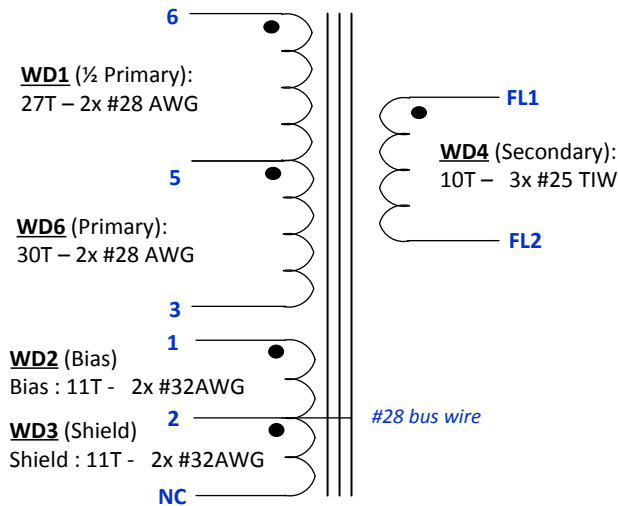 6
WD1 (½ Primary):
27T – 2x #28 AWG
FL1
WD4 (Secondary):
10T – 3x #25 TIW
5
WD6 (Primary):
30T – 2x #28 AWG
FL2
3
1
WD2 (Bias)
Bias : 11T - 2x #32AWG
2
#28 bus wire
WD3 (Shield)
Shield : 11T - 2x #32AWG
NC